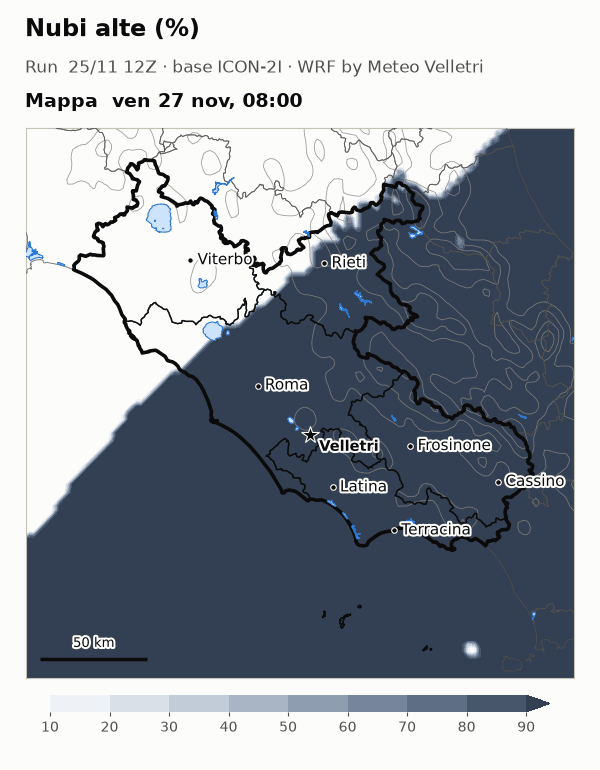 Nubi alte (%)
Run  25/11 12Z · base ICON-2I · WRF by Meteo Velletri
Mappa  ven 27 nov, 08:00
Viterbo
Rieti
Roma
Velletri
Frosinone
Latina
Cassino
Terracina
50 km
10 20 30 40 50 60 70 80 90